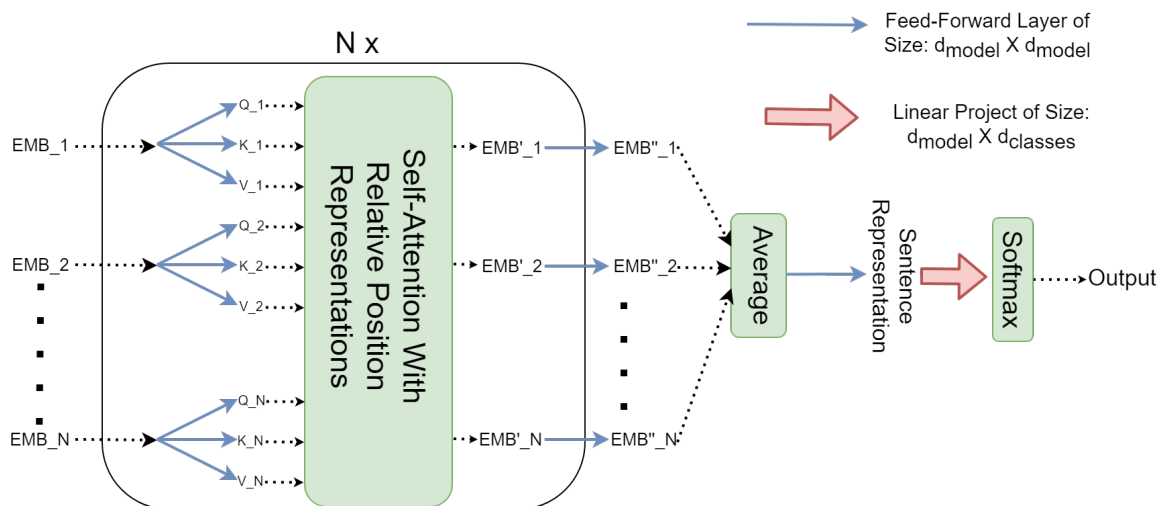 N x
Feed-Forward Layer of
Size: dmodel X dmodel
Linear Project of Size:
dmodel X dclasses
EMB_1
Q_1
K_1
V_1
EMB'_1
EMB"_1
EMB_2
Q_2
K_2
V_2
EMB'_2
EMB"_2
EMB_N
Q_N
K_N
V_N
EMB'_N
EMB"_N
Self-Attention With
Relative Position
Representations
Average
Sentence
Representation
Softmax
Output